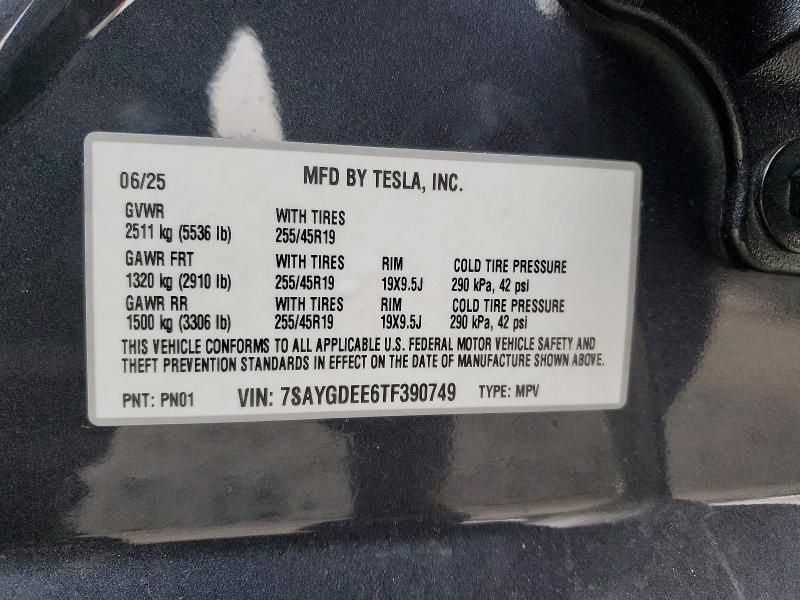 06/25 MFD BY TESLA, INC.
GVWR WITH TIRES
2511 kg (5536 lb) 255/45R19
GAWR FRT WITH TIRES RIM COLD TIRE PRESSURE
1320 kg (2910 lb) 255/45R19 19X9.5J 290 kPa, 42 psi
GAWR RR WITH TIRES RIM COLD TIRE PRESSURE
1500 kg (3306 lb) 255/45R19 19X9.5J 290 kPa, 42 psi
THIS VEHICLE CONFORMS TO ALL APPLICABLE U.S. FEDERAL MOTOR VEHICLE SAFETY AND
THEFT PREVENTION STANDARDS IN EFFECT ON THE DATE OF MANUFACTURE SHOWN ABOVE.
PNT: PN01 VIN: 7SAYGDEE6TF390749 TYPE: MPV